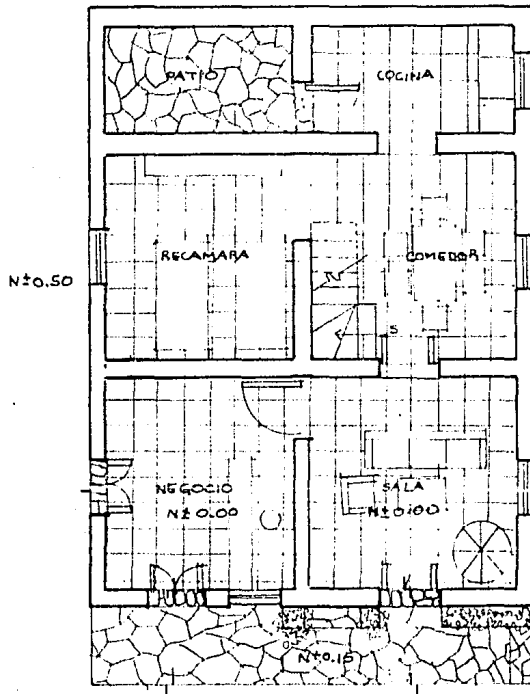 PATIO
COCINA
RECAMARA
COMEDOR
N±0.50
S
NEGOCIO
N±0.00
SALA
N±0.00
N±0.15